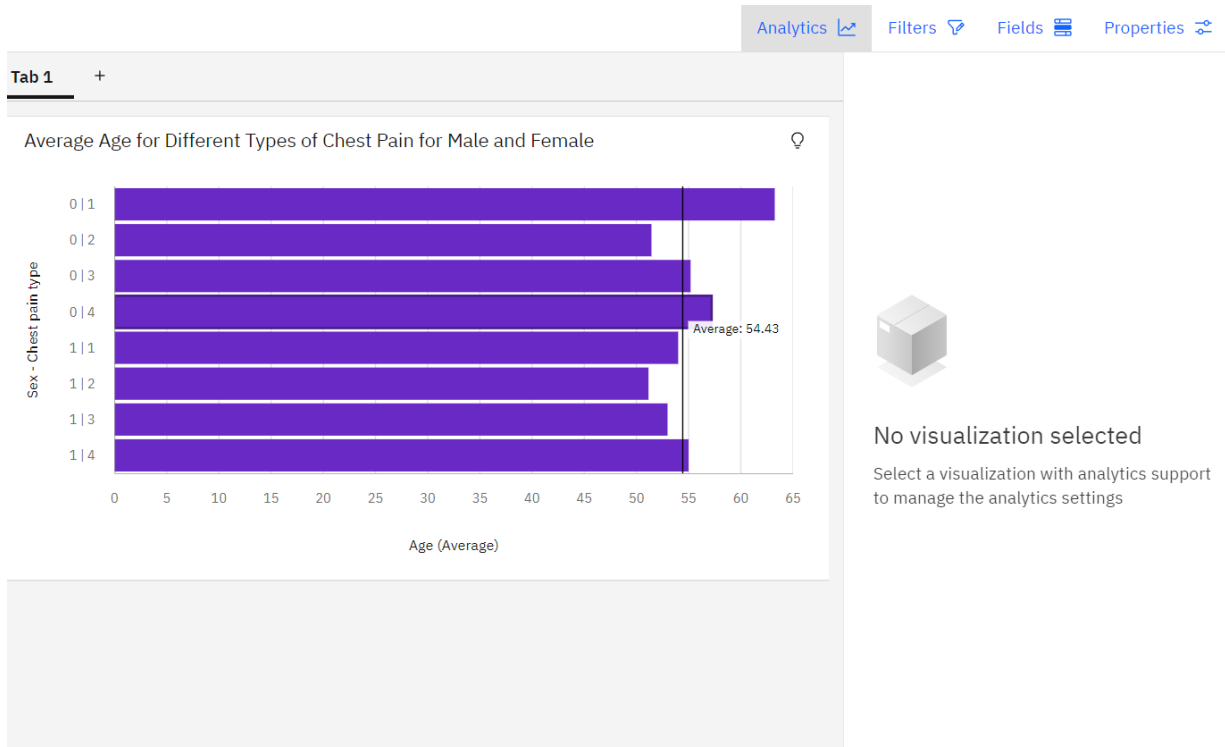 Analytics Filters Fields Properties
Tab 1 +
Average Age for Different Types of Chest Pain for Male and Female
Sex - Chest pain type
0 | 1
0 | 2
0 | 3
0 | 4
1 | 1
1 | 2
1 | 3
1 | 4
Average: 54.43
0 5 10 15 20 25 30 35 40 45 50 55 60 65
Age (Average)
No visualization selected
Select a visualization with analytics support
to manage the analytics settings